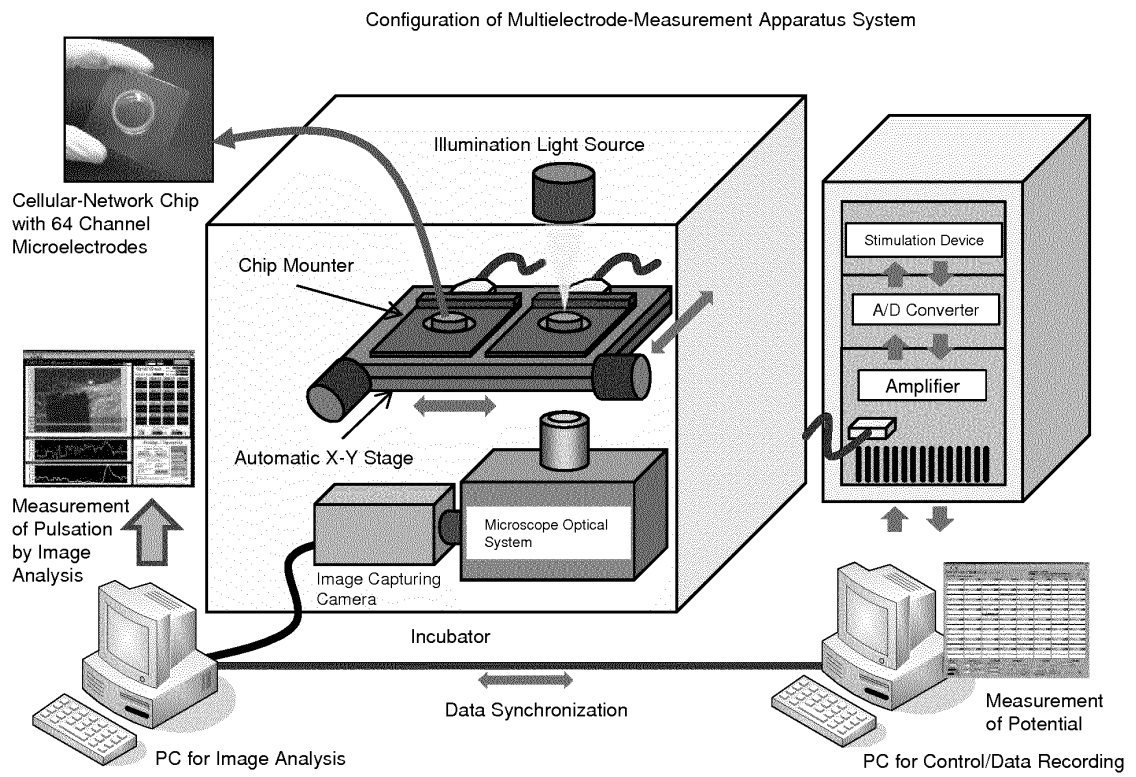 Configuration of Multielectrode-Measurement Apparatus System
Illumination Light Source
Cellular-Network Chip
with 64 Channel
Microelectrodes
Chip Mounter
Stimulation Device
A/D Converter
Amplifier
Automatic X-Y Stage
Measurement
of Pulsation
by Image
Analysis
Microscope Optical
System
Image Capturing
Camera
Incubator
Data Synchronization
Measurement
of Potential
PC for Image Analysis
PC for Control/Data Recording